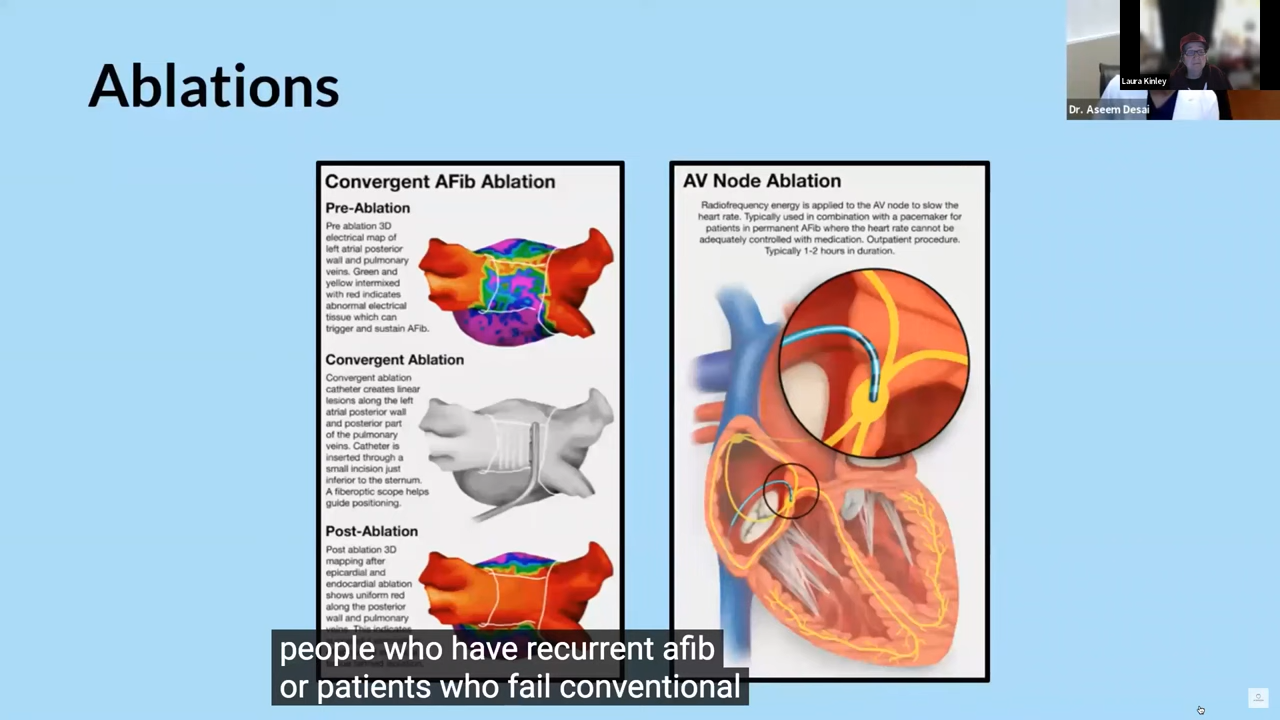 Ablations
Laura Kinley
Dr. Aseem Desai
Convergent AFib Ablation
Pre-Ablation
Pre ablation 3D
electrical map of
left atrial posterior
wall and pulmonary
veins. Green and
yellow intermixed
with red indicates
abnormal electrical
tissue which can
trigger and sustain AFib.
Convergent Ablation
Convergent ablation
catheter creates linear
lesions along the left
atrial posterior wall
and posterior part
of the pulmonary
veins. Catheter is
inserted through a
small incision just
inferior to the sternum.
A fiberoptic scope helps
guide positioning.
Post-Ablation
Post ablation 3D
mapping after
epicardial and
endocardial ablation
shows uniform red
along the posterior
wall and pulmonary
veins. This indicates
AV Node Ablation
Radiofrequency energy is applied to the AV node to slow the
heart rate. Typically used in combination with a pacemaker for
patients in permanent AFib where the heart rate cannot be
adequately controlled with medication. Outpatient procedure.
Typically 1-2 hours in duration.
people who have recurrent afib
or patients who fail conventional